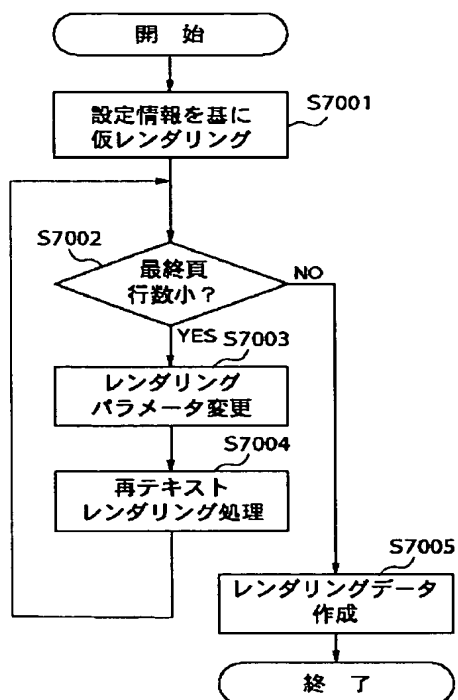 開 始
S7001
設定情報を基に
仮レンダリング
S7002
最終頁
行数小?
NO
YES
S7003
レンダリング
パラメータ変更
S7004
再テキスト
レンダリング処理
S7005
レンダリングデータ
作成
終 了